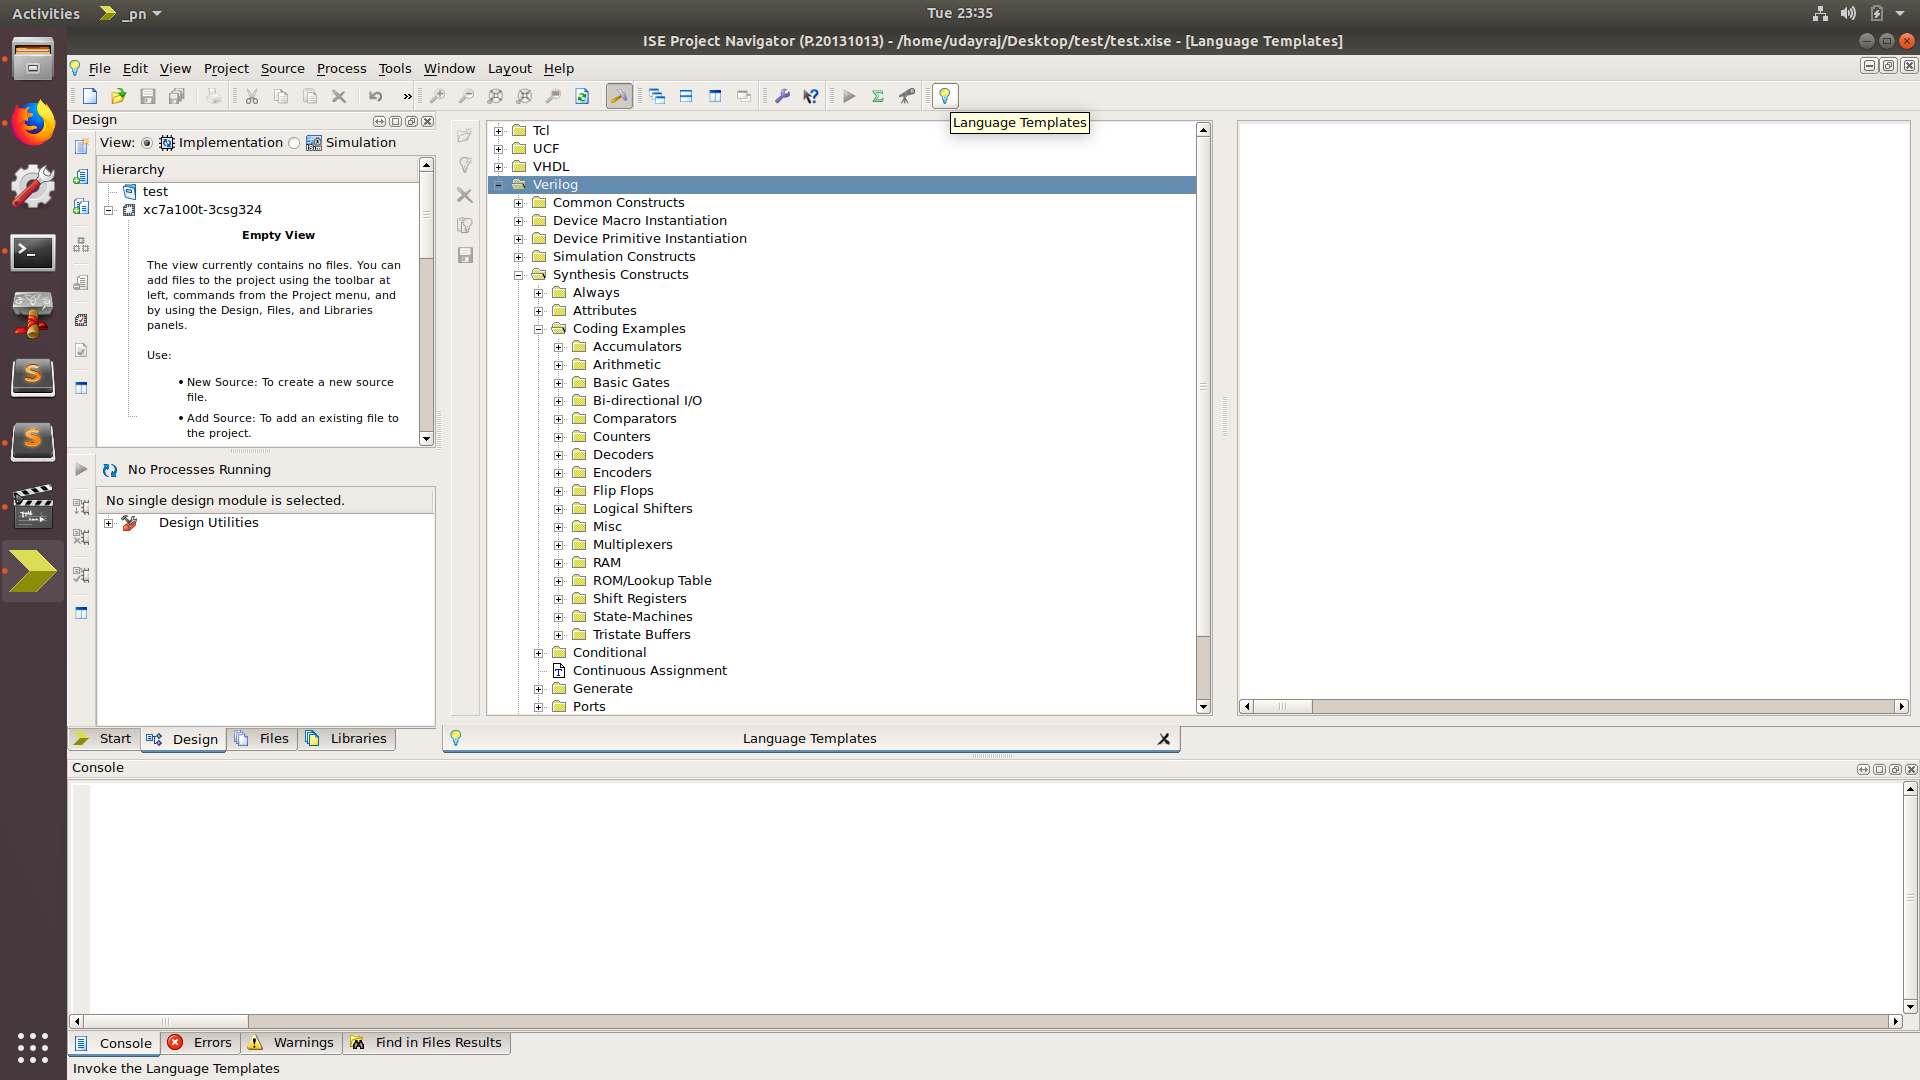 Activities
_pn
Tue 23:35
ISE Project Navigator (P.20131013) - /home/udayraj/Desktop/test/test.xise - [Language Templates]
File Edit View Project Source Process Tools Window Layout Help
»
Language Templates
Design
View: Implementation Simulation
Hierarchy
test
xc7a100t-3csg324
Empty View
The view currently contains no files. You can
add files to the project using the toolbar at
left, commands from the Project menu, and
by using the Design, Files, and Libraries
panels.
Use:
• New Source: To create a new source
file.
• Add Source: To add an existing file to
the project.
No Processes Running
No single design module is selected.
Design Utilities
Start
Design
Files
Libraries
Tcl
UCF
VHDL
Verilog
Common Constructs
Device Macro Instantiation
Device Primitive Instantiation
Simulation Constructs
Synthesis Constructs
Always
Attributes
Coding Examples
Accumulators
Arithmetic
Basic Gates
Bi-directional I/O
Comparators
Counters
Decoders
Encoders
Flip Flops
Logical Shifters
Misc
Multiplexers
RAM
ROM/Lookup Table
Shift Registers
State-Machines
Tristate Buffers
Conditional
Continuous Assignment
Generate
Ports
Language Templates
Console
Console
Errors
Warnings
Find in Files Results
Invoke the Language Templates